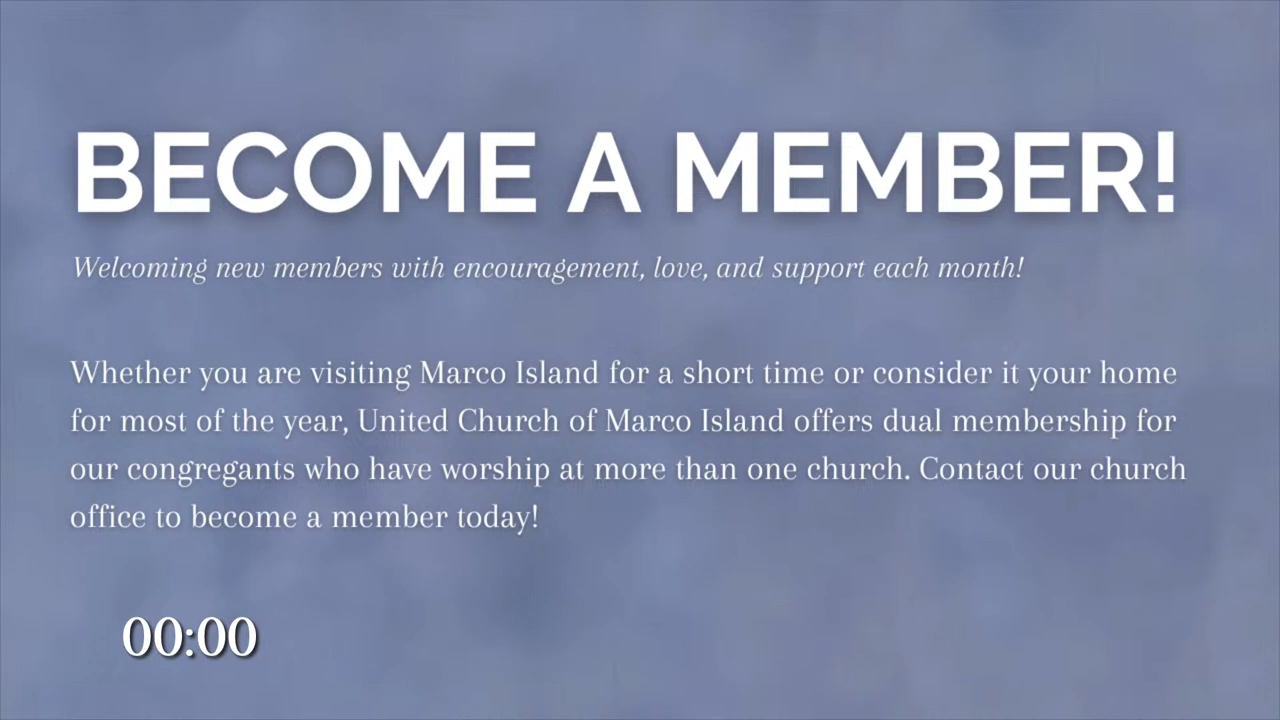 BECOME A MEMBER!
Welcoming new members with encouragement, love, and support each month!
Whether you are visiting Marco Island for a short time or consider it your home
for most of the year, United Church of Marco Island offers dual membership for
our congregants who have worship at more than one church. Contact our church
office to become a member today!
00:00